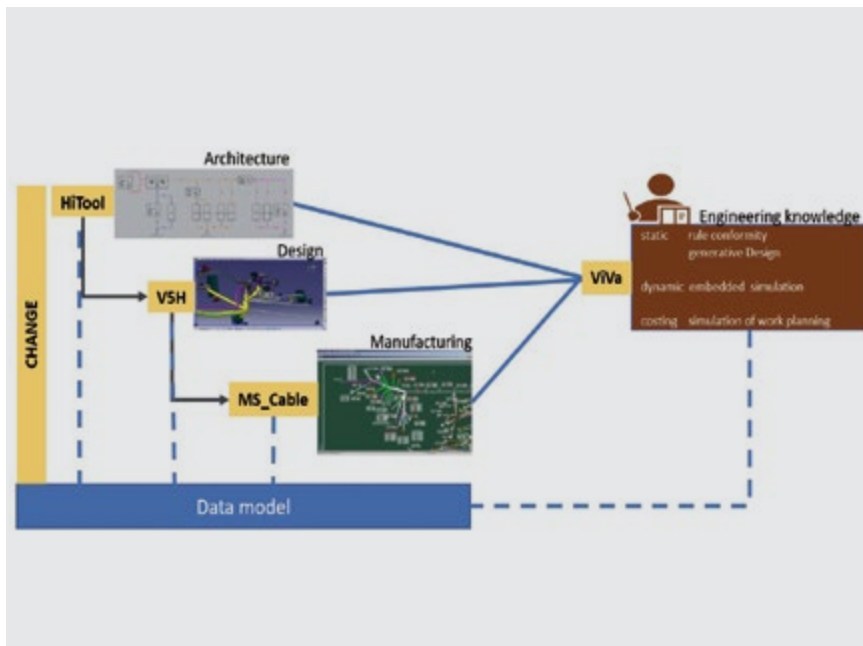 Architecture
HiTool
Design
V5H
Manufacturing
MS_Cable
CHANGE
Data model
ViVa
Engineering knowledge
static rule conformity
generative Design
dynamic embedded simulation
costing simulation of work planning